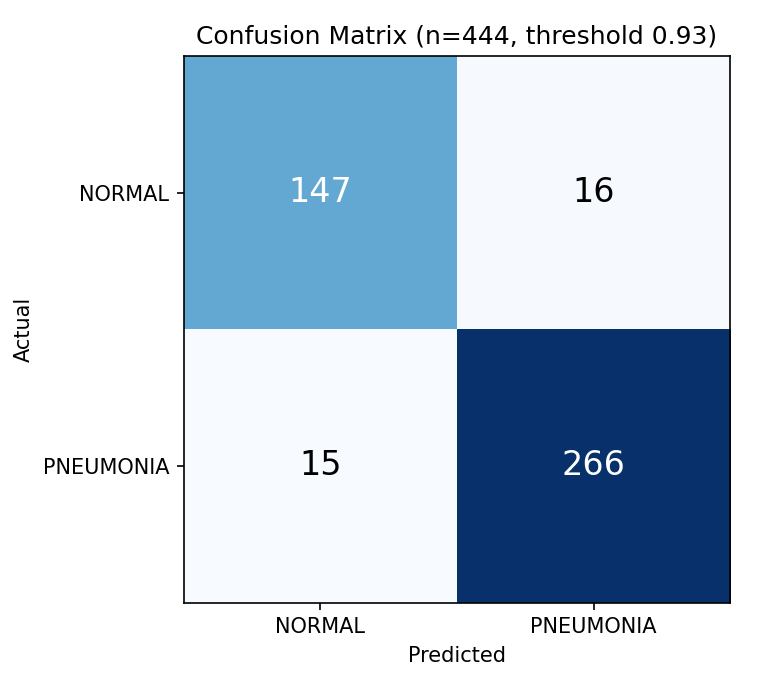 Confusion Matrix (n=444, threshold 0.93)
NORMAL
147
16
Actual
PNEUMONIA
15
266
NORMAL
PNEUMONIA
Predicted